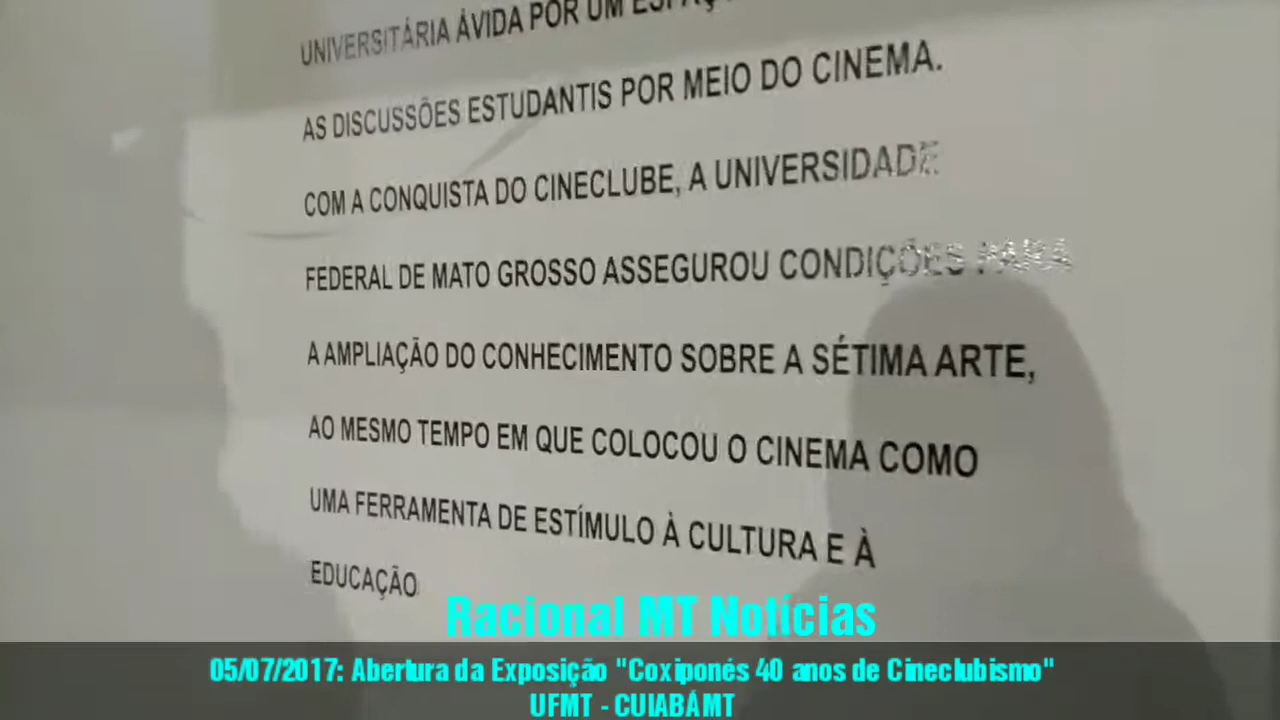 UNIVERSITÁRIA ÁVIDA POR UM ESPAÇO
AS DISCUSSÕES ESTUDANTIS POR MEIO DO CINEMA.
COM A CONQUISTA DO CINECLUBE, A UNIVERSIDADE
FEDERAL DE MATO GROSSO ASSEGUROU CONDIÇÕES PARA
A AMPLIAÇÃO DO CONHECIMENTO SOBRE A SÉTIMA ARTE,
AO MESMO TEMPO EM QUE COLOCOU O CINEMA COMO
UMA FERRAMENTA DE ESTÍMULO À CULTURA E À
EDUCAÇÃO
Racional MT Notícias
05/07/2017: Abertura da Exposição "Coxiponés 40 anos de Cineclubismo"
UFMT - CUIABÁMT